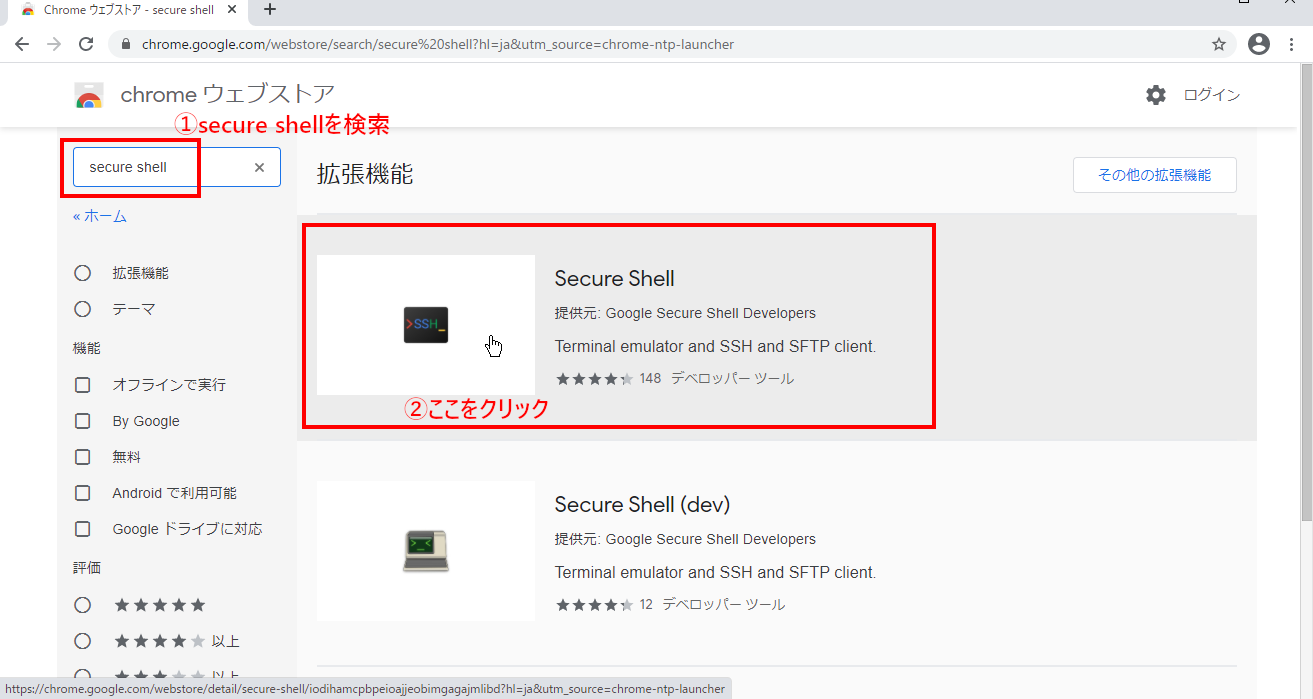 Chrome ウェブストア - secure shell
chrome.google.com/webstore/search/secure%20shell?hl=ja&utm_source=chrome-ntp-launcher
chrome ウェブストア
ログイン
①secure shellを検索
secure shell
« ホーム
拡張機能
テーマ
機能
オフラインで実行
By Google
無料
Android で利用可能
Google ドライブに対応
評価
以上
以上
拡張機能
その他の拡張機能
>SSH_
Secure Shell
提供元: Google Secure Shell Developers
Terminal emulator and SSH and SFTP client.
148 デベロッパー ツール
②ここをクリック
Secure Shell (dev)
提供元: Google Secure Shell Developers
Terminal emulator and SSH and SFTP client.
12 デベロッパー ツール
https://chrome.google.com/webstore/detail/secure-shell/iodihamcpbpeioajjeobimgagajmlibd?hl=ja&utm_source=chrome-ntp-launcher